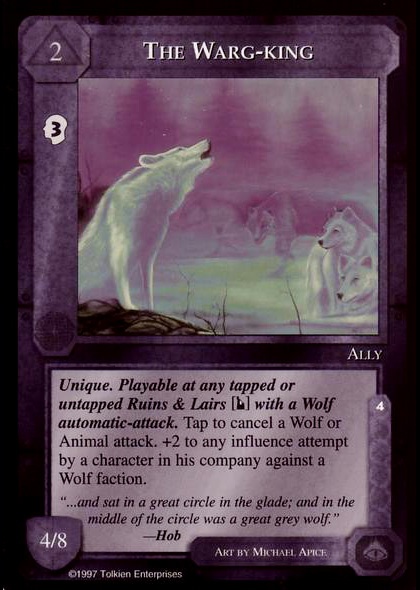 2
THE WARG-KING
3
ALLY
Unique. Playable at any tapped or
untapped Ruins & Lairs [] with a Wolf
automatic-attack. Tap to cancel a Wolf or
Animal attack. +2 to any influence attempt
by a character in his company against a
Wolf faction.
4
“...and sat in a great circle in the glade; and in the
middle of the circle was a great grey wolf.”
—Hob
4/8
ART BY MICHAEL APICE
©1997 Tolkien Enterprises